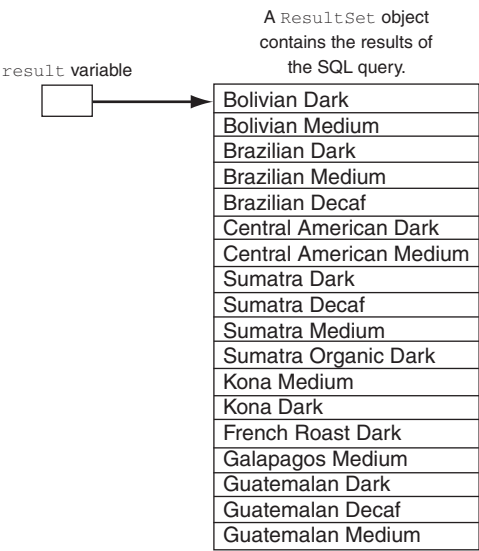 A ResultSet object
contains the results of
the SQL query.
result variable
Bolivian Dark
Bolivian Medium
Brazilian Dark
Brazilian Medium
Brazilian Decaf
Central American Dark
Central American Medium
Sumatra Dark
Sumatra Decaf
Sumatra Medium
Sumatra Organic Dark
Kona Medium
Kona Dark
French Roast Dark
Galapagos Medium
Guatemalan Dark
Guatemalan Decaf
Guatemalan Medium